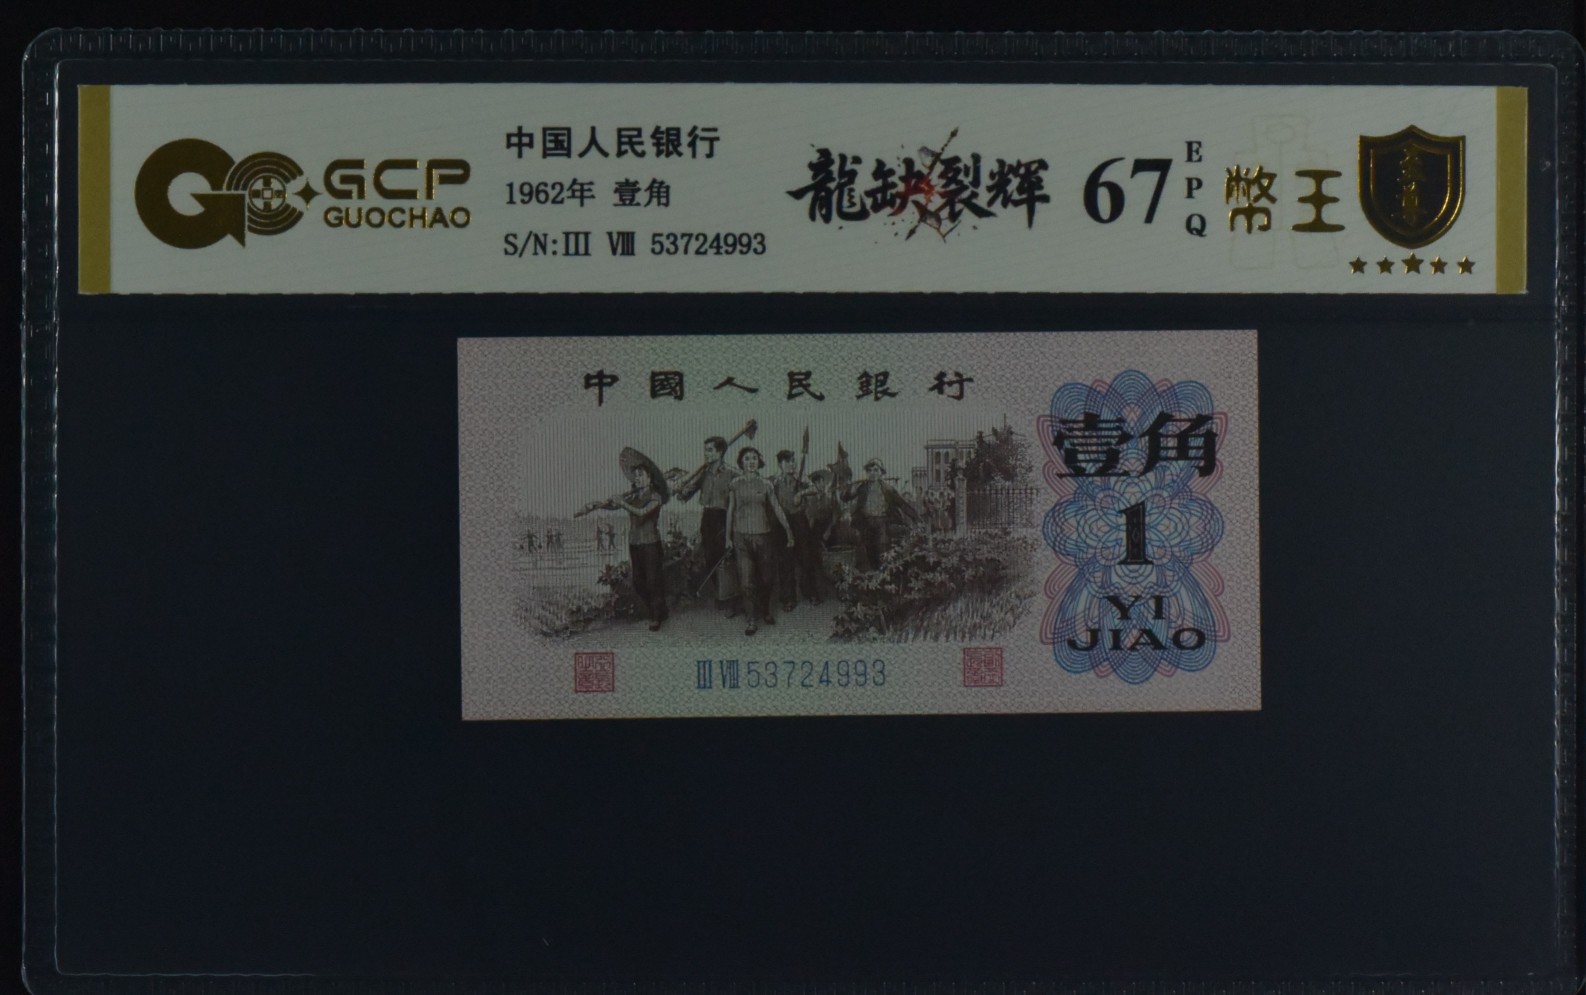 GCP
GUOCHAO
中国人民银行
1962年 壹角
S/N:III VIII 53724993
龍缺裂輝
67
EPQ
幣王
中國人民銀行
壹角
1
YI
JIAO
III VIII 53724993